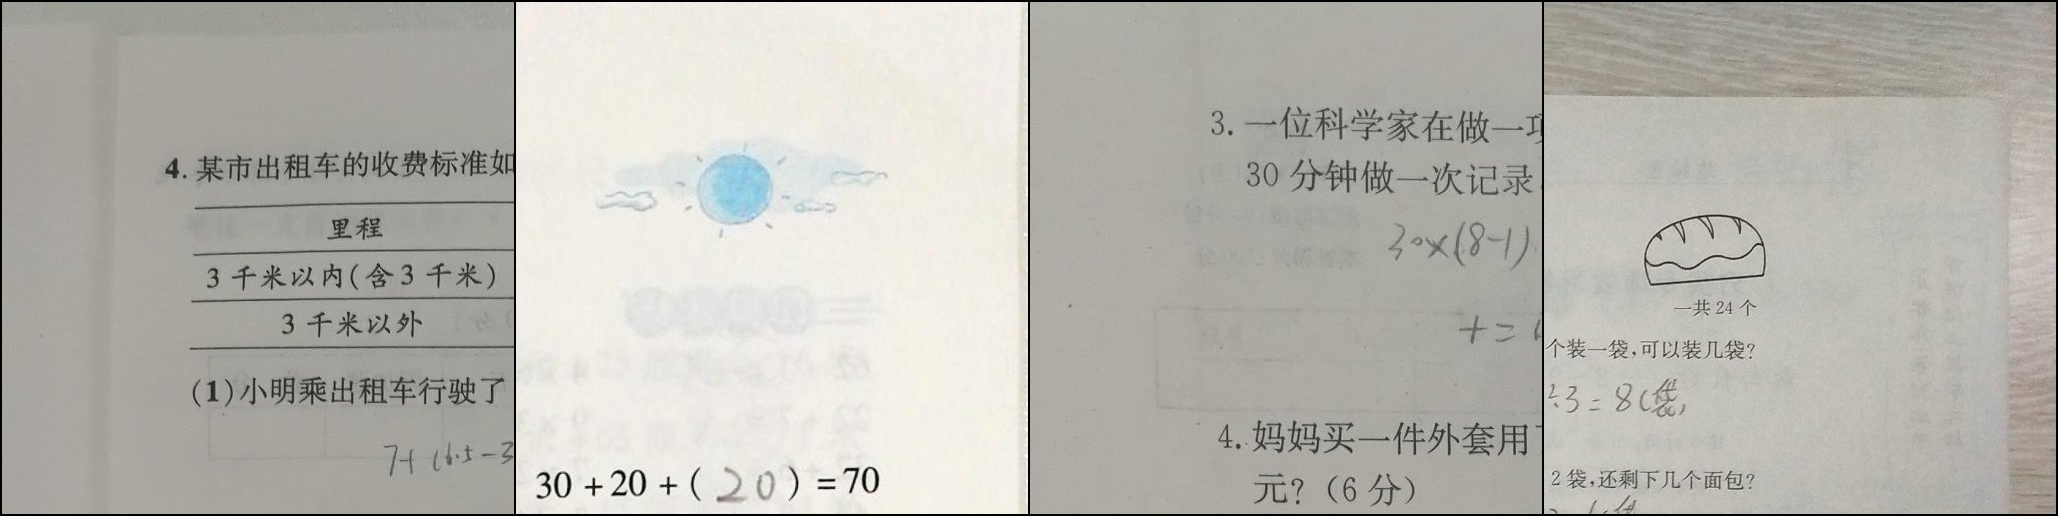 4. 某市出租车的收费标准如
里程
3 千米以内(含 3 千米)
3 千米以外
(1)小明乘出租车行驶了
7+(6.5-3
30+20+(20)=70
3. 一位科学家在做一项
30 分钟做一次记录
30×(8-1)
+=
4. 妈妈买一件外套用
元?(6 分)
一共 24 个
个装一袋,可以装几袋?
÷3=8(袋)
2 袋,还剩下几个面包?